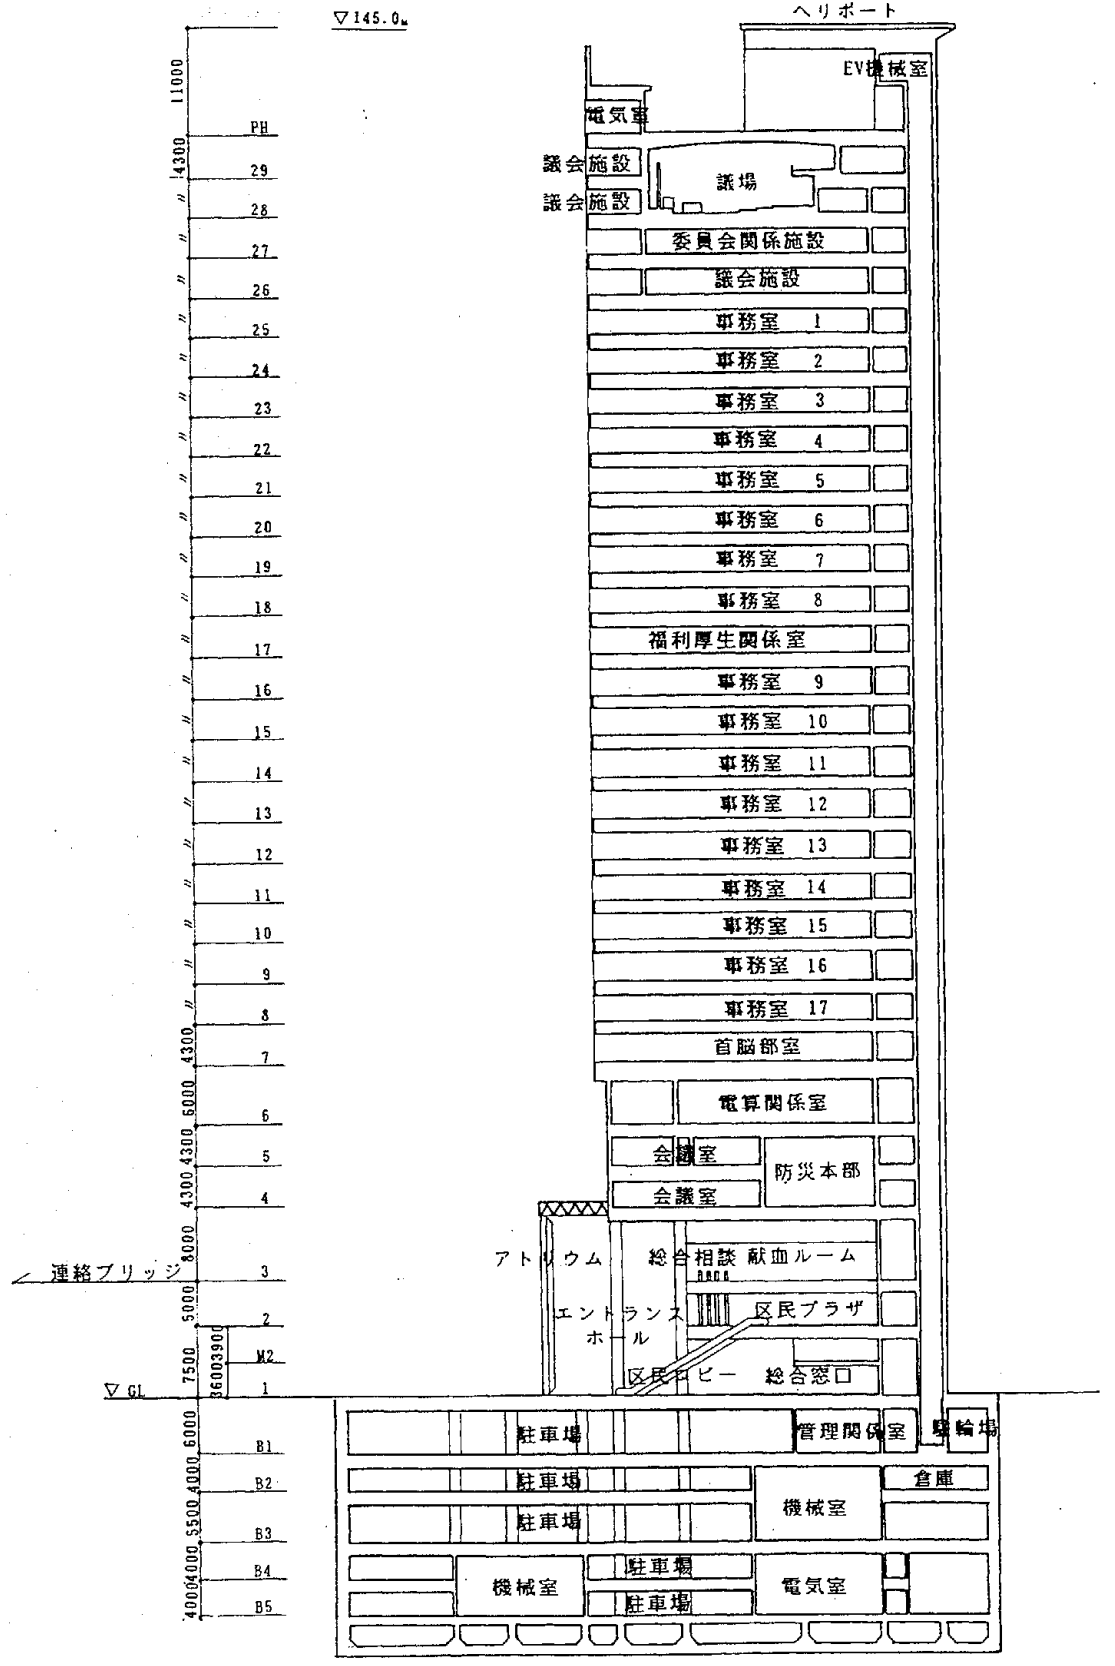 ▽145.0m
ヘリポート
11000
EV機械室
電気室
PH
4300
議会施設
議場
29
〃
議会施設
28
〃
委員会関係施設
27
〃
議会施設
26
〃
事務室 1
25
〃
事務室 2
24
〃
事務室 3
23
〃
事務室 4
22
〃
事務室 5
21
〃
事務室 6
20
〃
事務室 7
19
〃
事務室 8
18
〃
福利厚生関係室
17
〃
事務室 9
16
〃
事務室 10
15
〃
事務室 11
14
〃
事務室 12
13
〃
事務室 13
12
〃
事務室 14
11
〃
事務室 15
10
〃
事務室 16
9
〃
事務室 17
8
4300
首脳部室
7
6000
電算関係室
6
4300
会議室
5
防災本部
4300
会議室
4
8000
アトリウム
総合相談 献血ルーム
連絡ブリッジ
3
5000
エントランス
ホール
区民プラザ
2
7500
3900
M2
3600
区民ロビー
総合窓口
▽GL
1
6000
駐車場
管理関係室
駐輪場
B1
4000
駐車場
倉庫
B2
5500
駐車場
機械室
B3
4000
駐車場
機械室
電気室
B4
4000
駐車場
B5